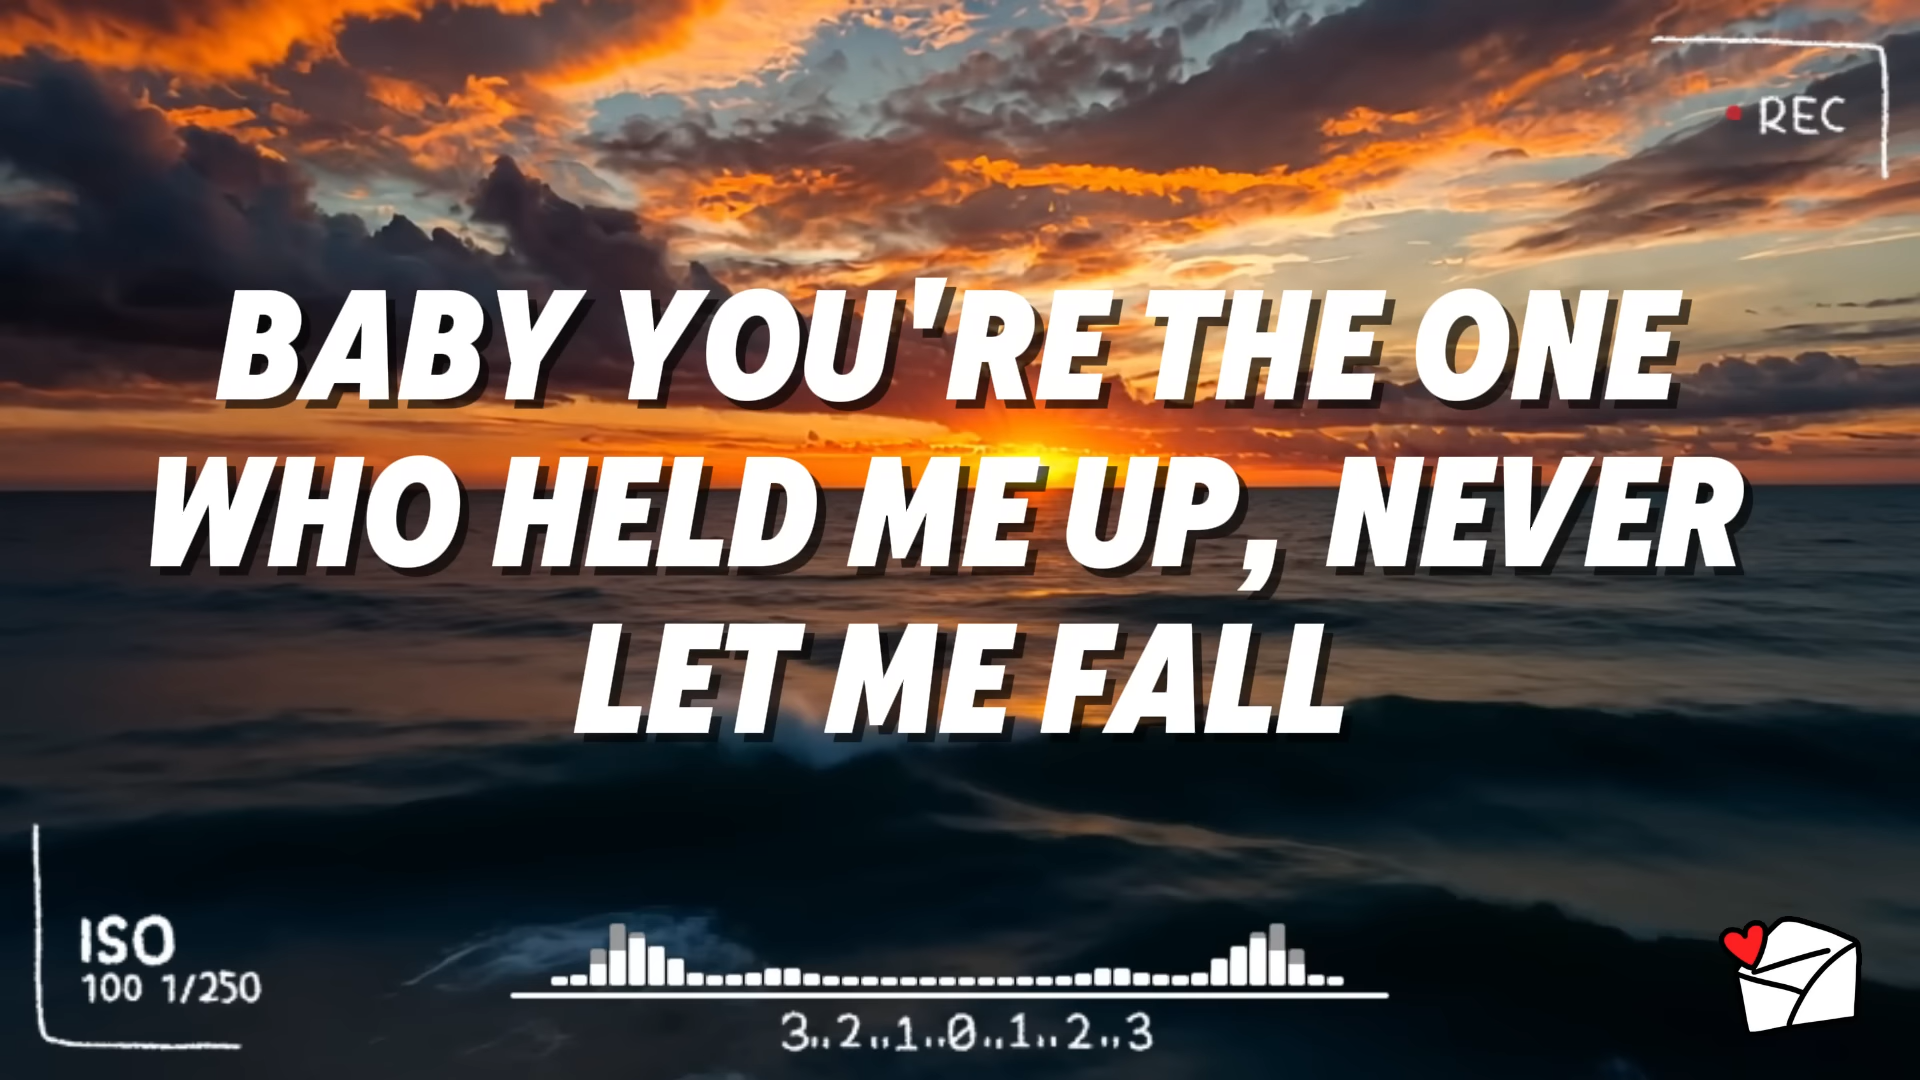 REC
BABY YOU'RE THE ONE
WHO HELD ME UP, NEVER
LET ME FALL
ISO
100 1/250
3..2..1..0..1..2..3